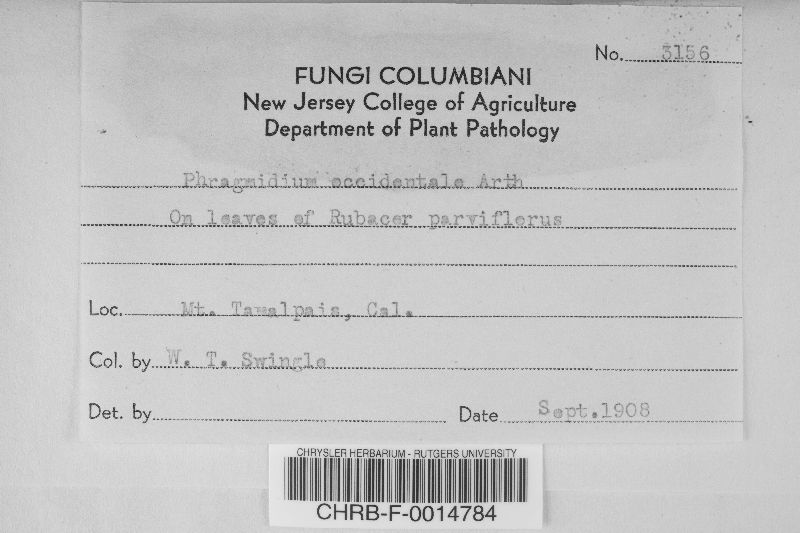 No. 3156
FUNGI COLUMBIANI
New Jersey College of Agriculture
Department of Plant Pathology
Phragmidium occidentale Arth
On leaves of Rubacer parviflorus
Loc. Mt. Tamalpais, Cal.
Col. by W. T. Swingle
Det. by
Date Sept.1908
CHRYSLER HERBARIUM - RUTGERS UNIVERSITY
CHRB-F-0014784